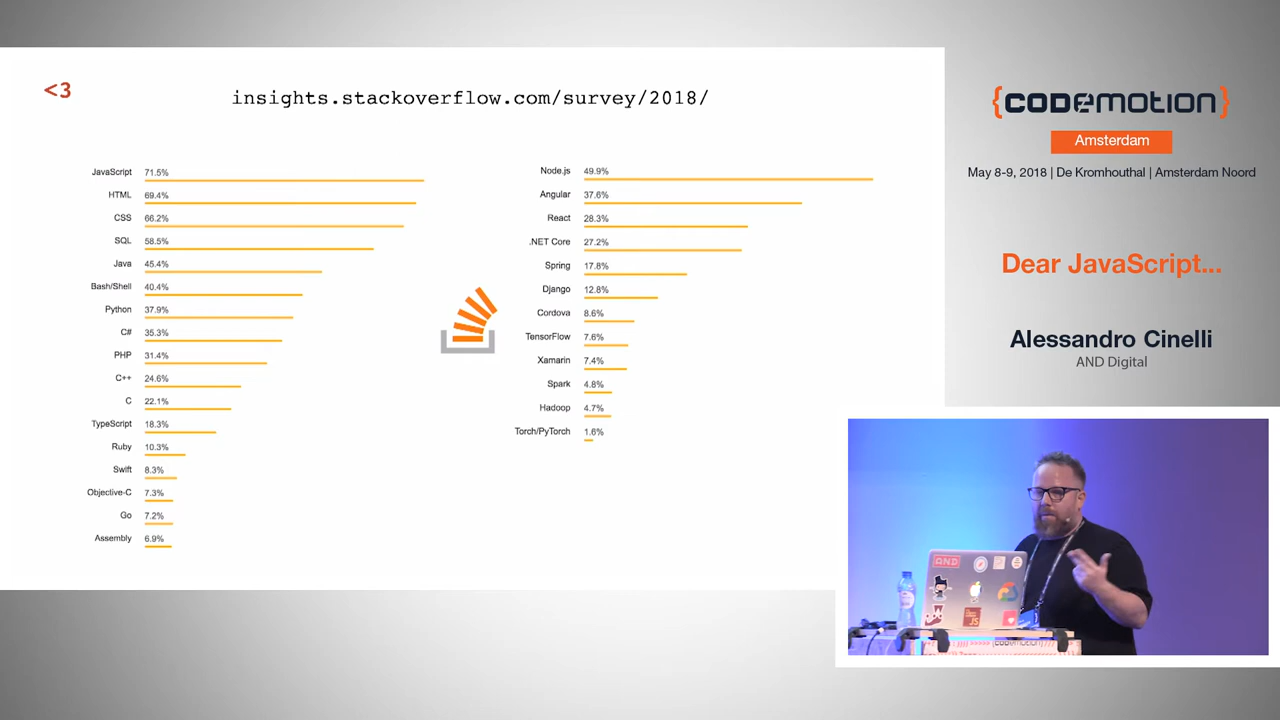 <3
insights.stackoverflow.com/survey/2018/
JavaScript 71.5%
HTML 69.4%
CSS 66.2%
SQL 58.5%
Java 45.4%
Bash/Shell 40.4%
Python 37.9%
C# 35.3%
PHP 31.4%
C++ 24.6%
C 22.1%
TypeScript 18.3%
Ruby 10.3%
Swift 8.3%
Objective-C 7.3%
Go 7.2%
Assembly 6.9%
Node.js 49.9%
Angular 37.6%
React 28.3%
.NET Core 27.2%
Spring 17.8%
Django 12.8%
Cordova 8.6%
TensorFlow 7.6%
Xamarin 7.4%
Spark 4.8%
Hadoop 4.7%
Torch/PyTorch 1.6%
{CODEMOTION}
Amsterdam
May 8-9, 2018 | De Kromhouthal | Amsterdam Noord
Dear JavaScript...
Alessandro Cinelli
AND Digital
AND
JS
{codemotion}